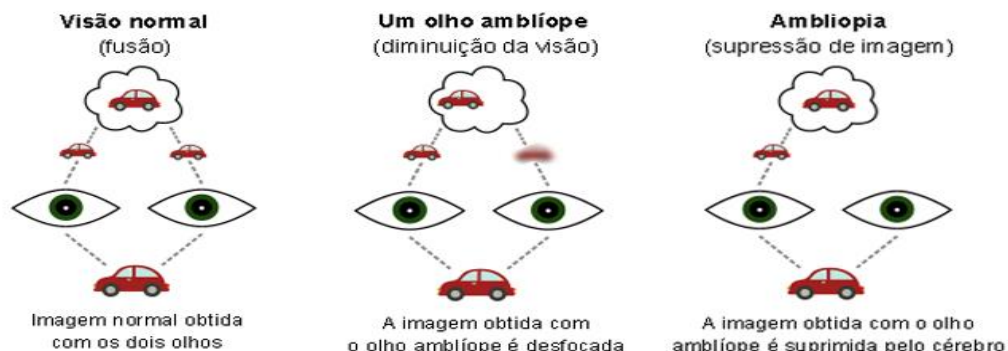 Visão normal
(fusão)
Um olho amblíope
(diminuição da visão)
Ambliopia
(supressão de imagem)
Imagem normal obtida
com os dois olhos
A imagem obtida com
o olho amblíope é desfocada
A imagem obtida com o olho
amblíope é suprimida pelo cérebro